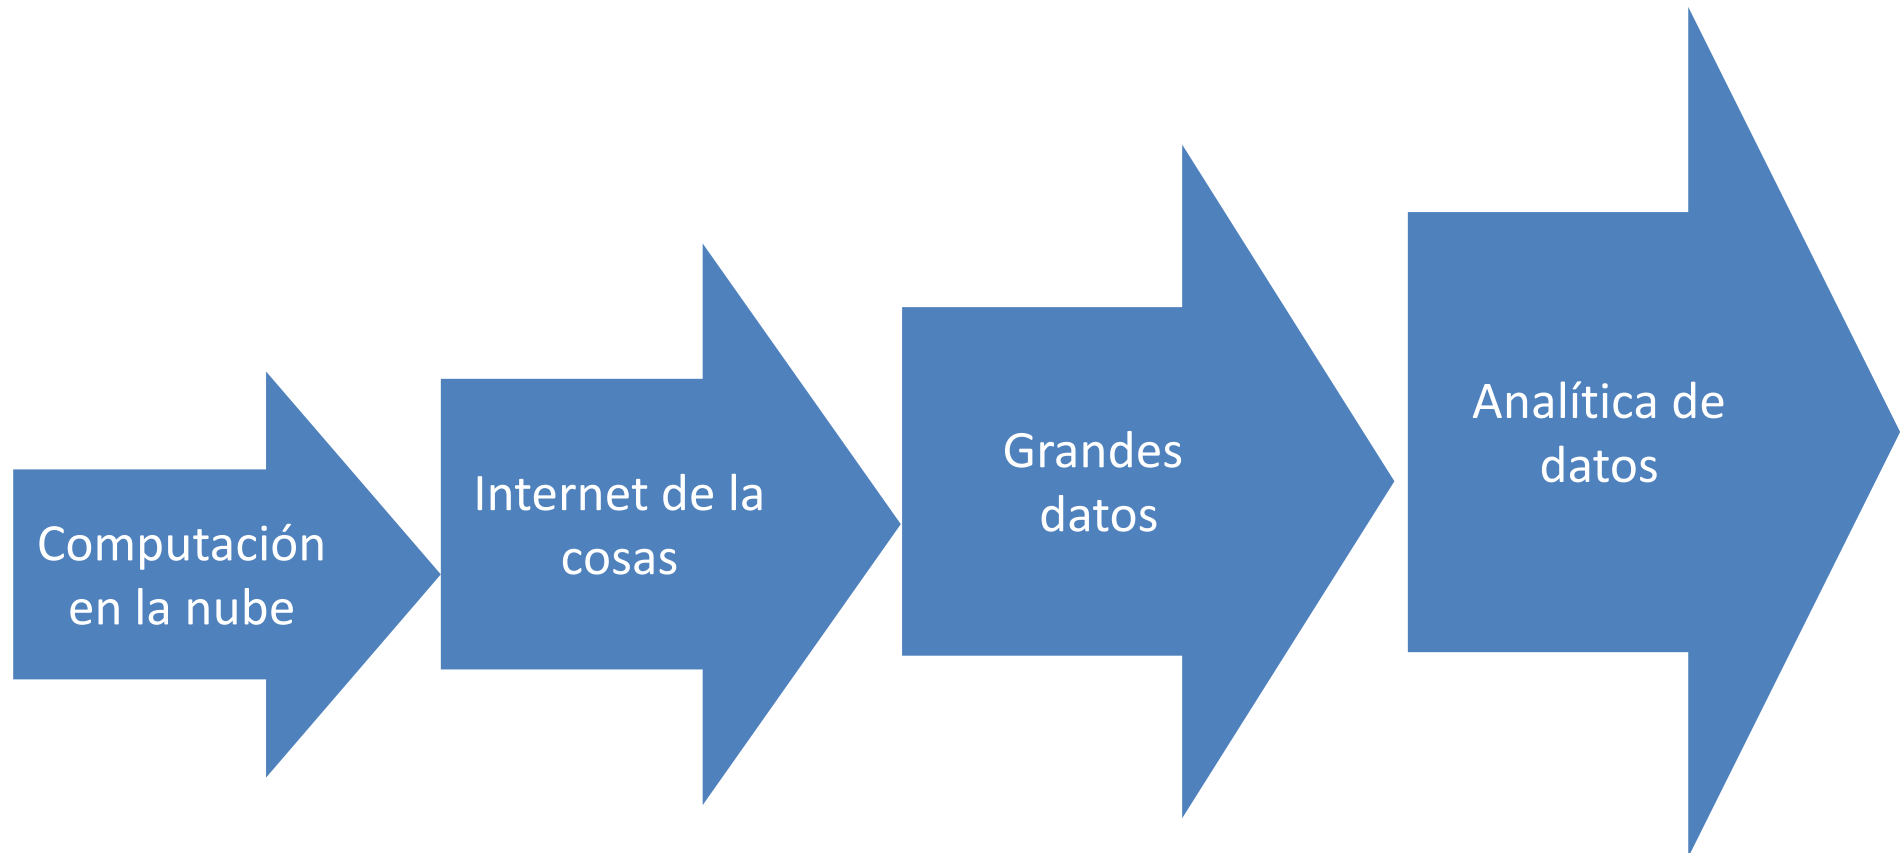 Computación
en la nube
Internet de la
cosas
Grandes
datos
Analítica de
datos